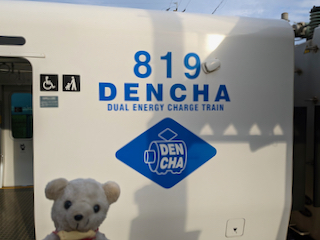 819
DENCHA
DUAL ENERGY CHARGE TRAIN
DEN
CHA